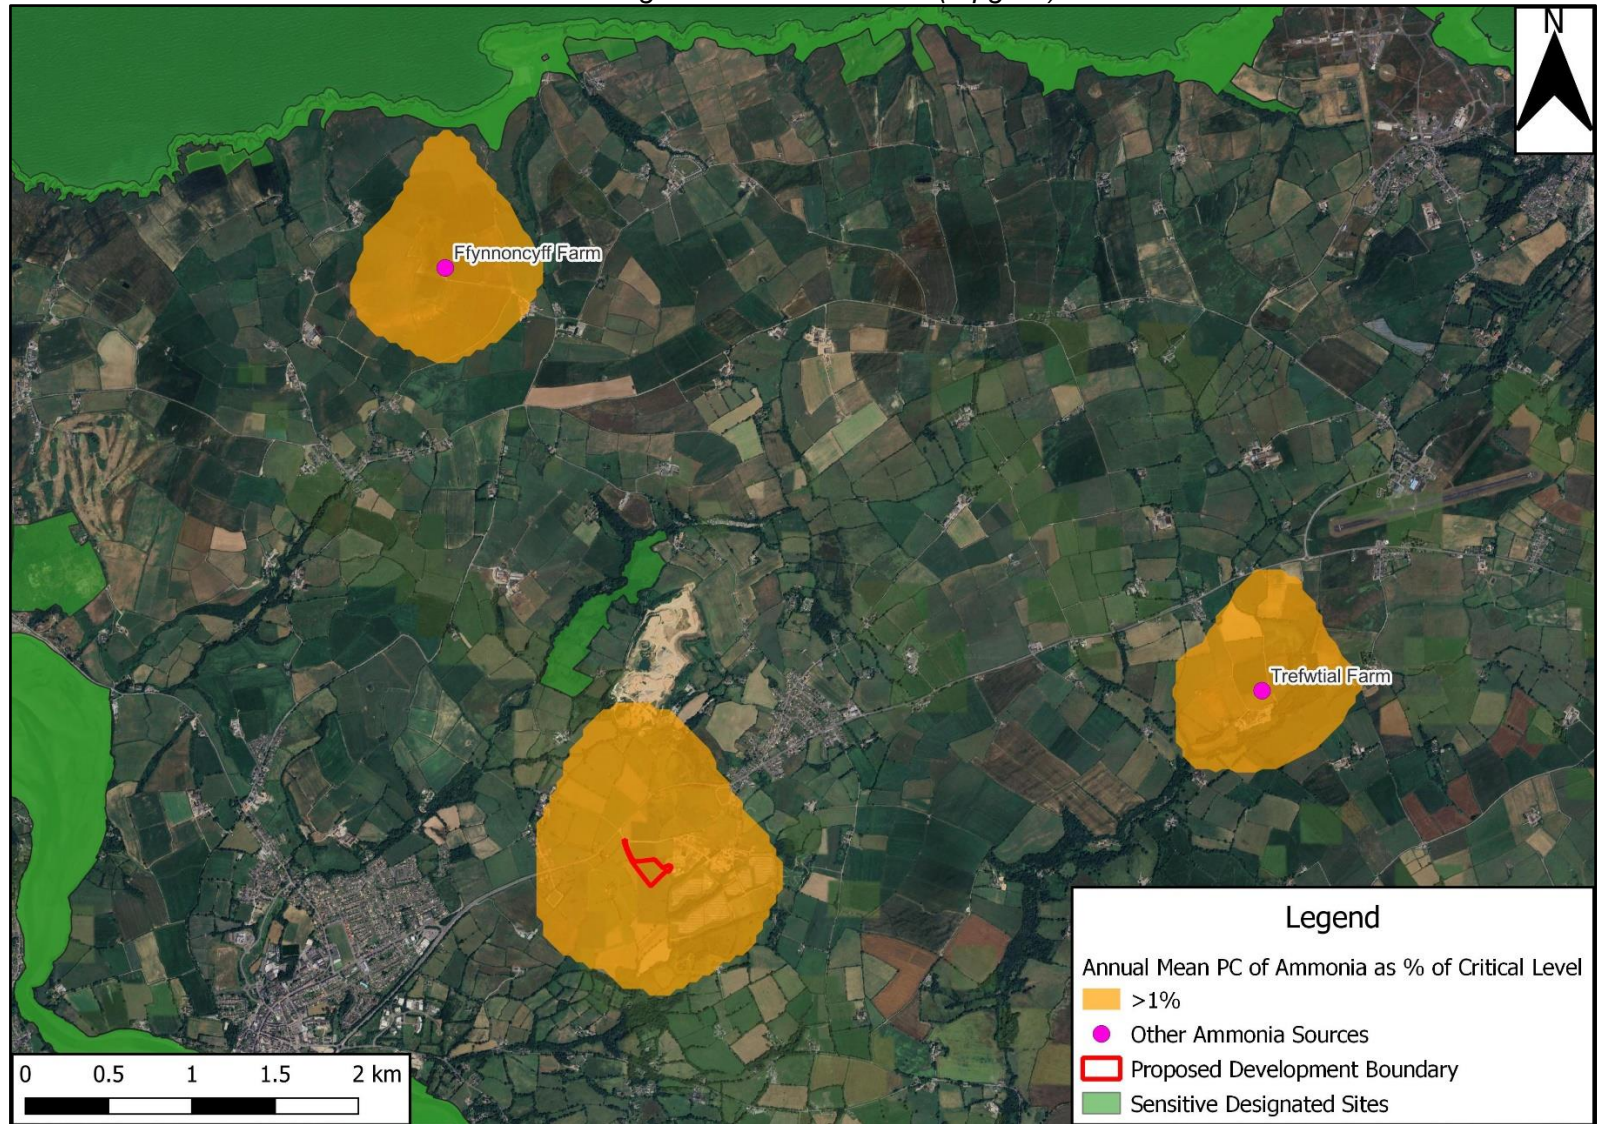 N
Ffynnoncyff Farm
Trefwtial Farm
Legend
Annual Mean PC of Ammonia as % of Critical Level
>1%
Other Ammonia Sources
Proposed Development Boundary
Sensitive Designated Sites
0 0.5 1 1.5 2 km